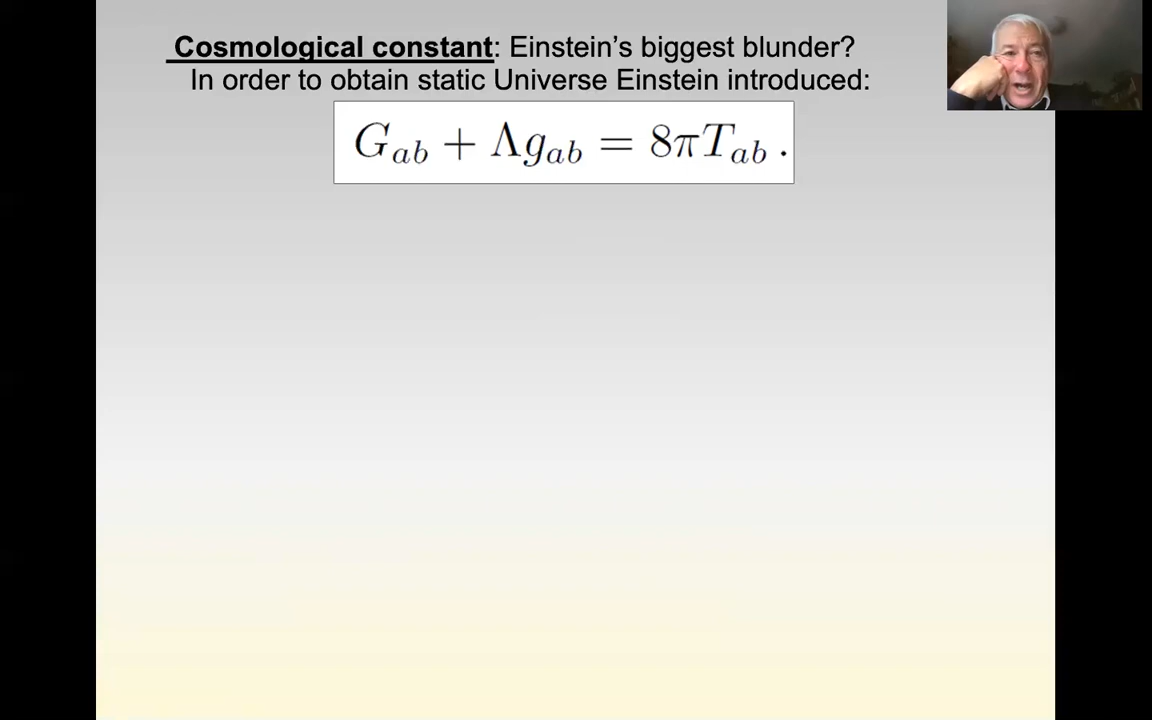 Cosmological constant: Einstein’s biggest blunder?
In order to obtain static Universe Einstein introduced:
G_{ab} + Λg_{ab} = 8πT_{ab} .